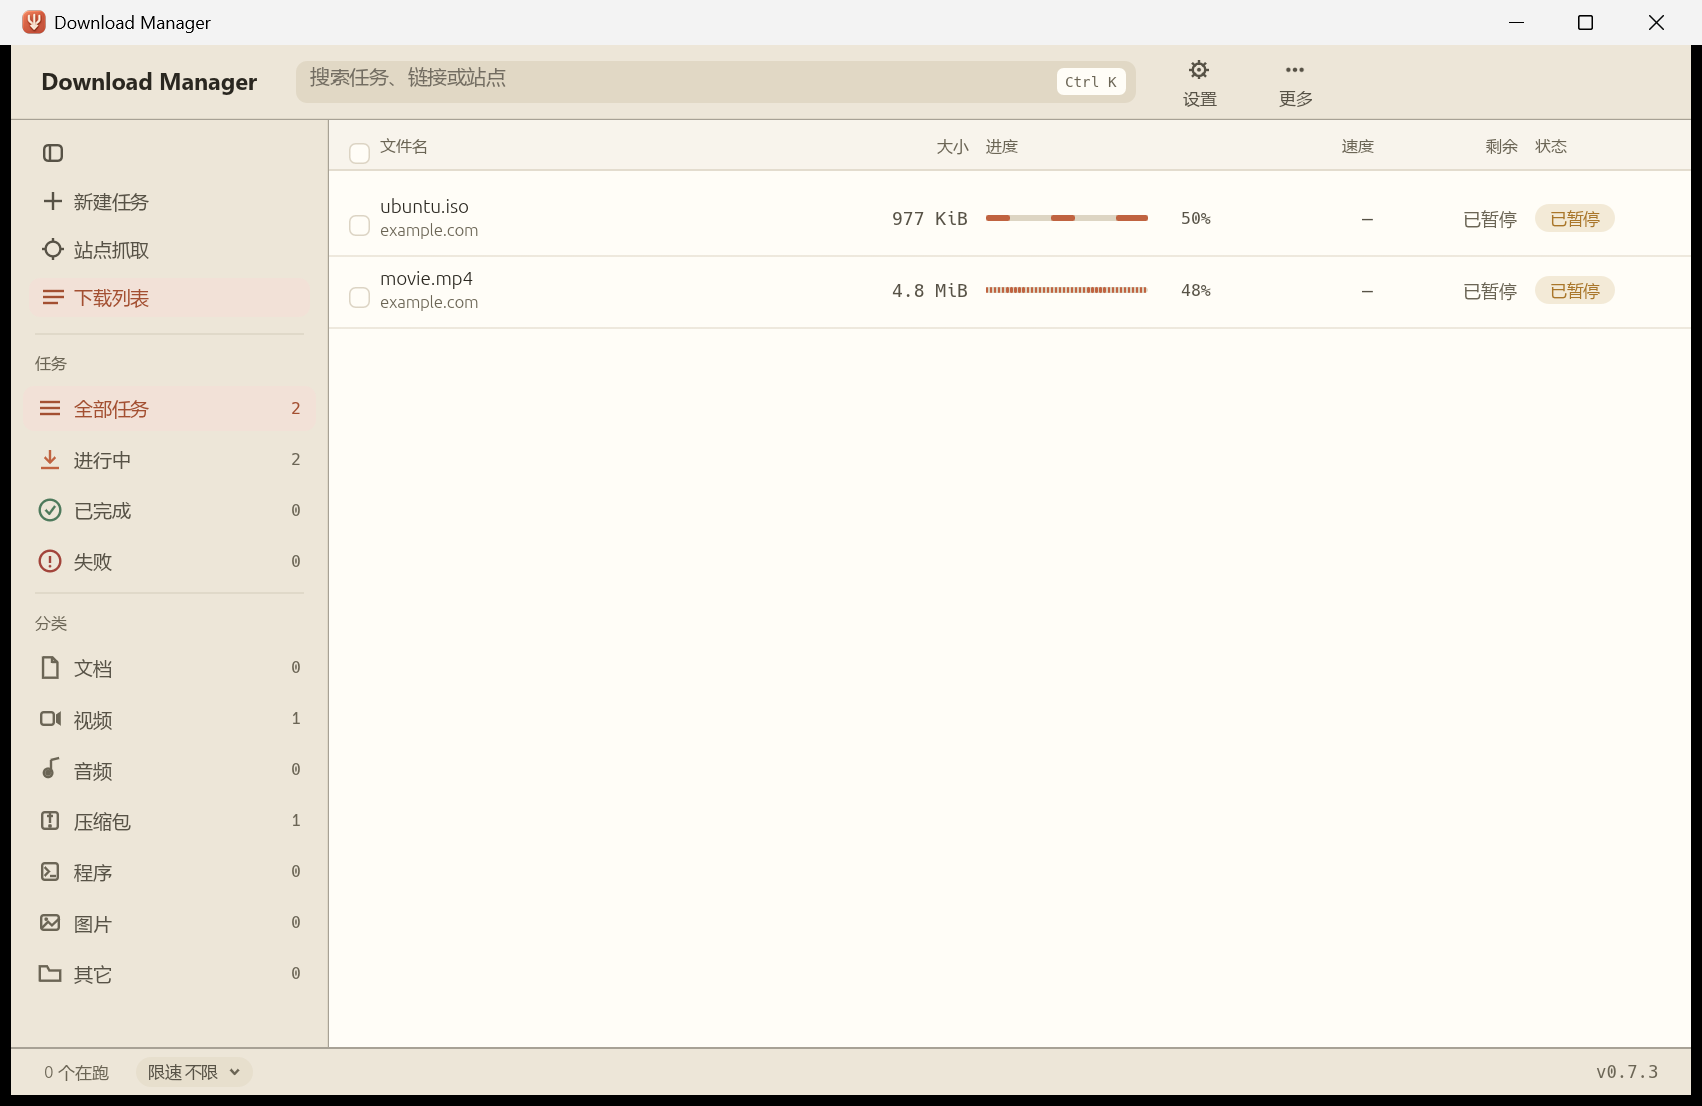 Download Manager
Download Manager
搜索任务、链接或站点
Ctrl K
设置
更多
新建任务
站点抓取
下载列表
任务
全部任务 2
进行中 2
已完成 0
失败 0
分类
文档 0
视频 1
音频 0
压缩包 1
程序 0
图片 0
其它 0
文件名 大小 进度 速度 剩余 状态
ubuntu.iso
example.com
977 KiB 50% — 已暂停 已暂停
movie.mp4
example.com
4.8 MiB 48% — 已暂停 已暂停
0 个在跑
限速 不限
v0.7.3